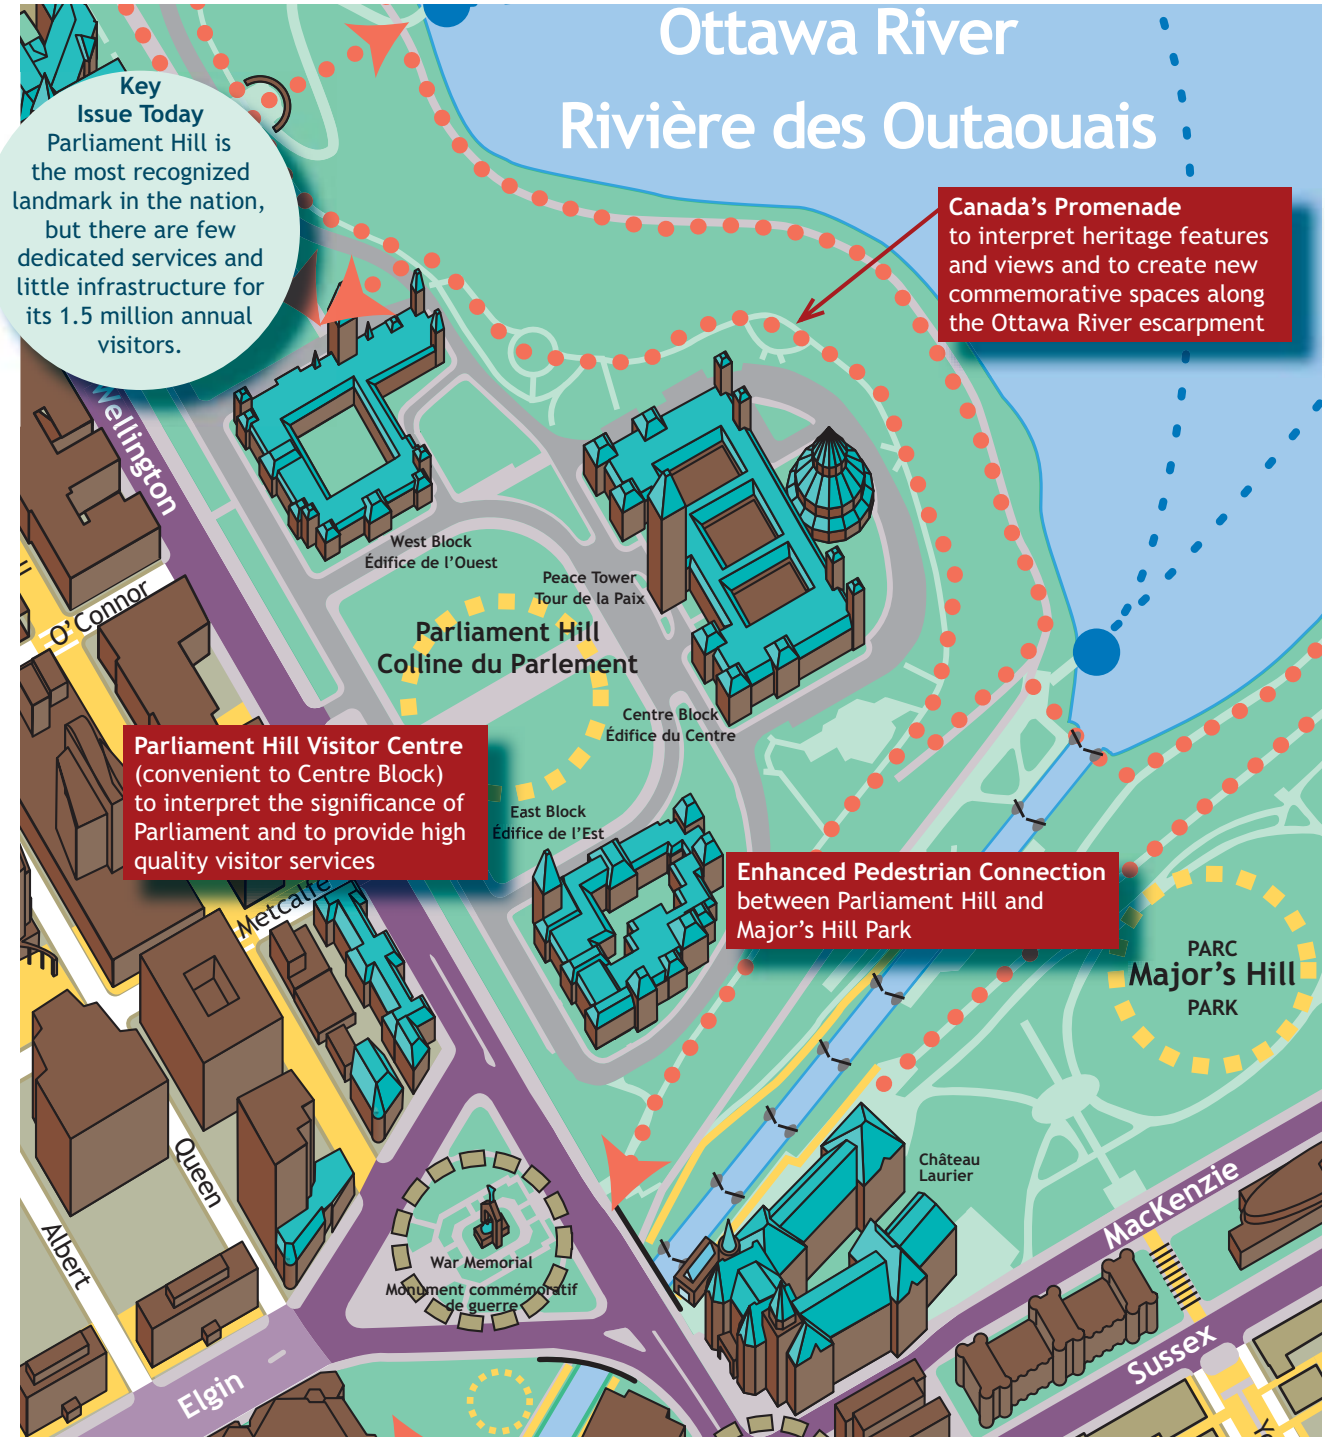 Ottawa River
Rivière des Outaouais
Key
Issue Today
Parliament Hill is
the most recognized
landmark in the nation,
but there are few
dedicated services and
little infrastructure for
its 1.5 million annual
visitors.
Canada's Promenade
to interpret heritage features
and views and to create new
commemorative spaces along
the Ottawa River escarpment
Wellington
West Block
Édifice de l'Ouest
Peace Tower
Tour de la Paix
O'Connor
Parliament Hill
Colline du Parlement
Centre Block
Édifice du Centre
Parliament Hill Visitor Centre
(convenient to Centre Block)
to interpret the significance of
Parliament and to provide high
quality visitor services
East Block
Édifice de l'Est
Enhanced Pedestrian Connection
between Parliament Hill and
Major's Hill Park
Metcalfe
PARC
Major's Hill
PARK
Château
Laurier
Queen
Albert
MacKenzie
War Memorial
Monument commémoratif
de guerre
Sussex
Elgin